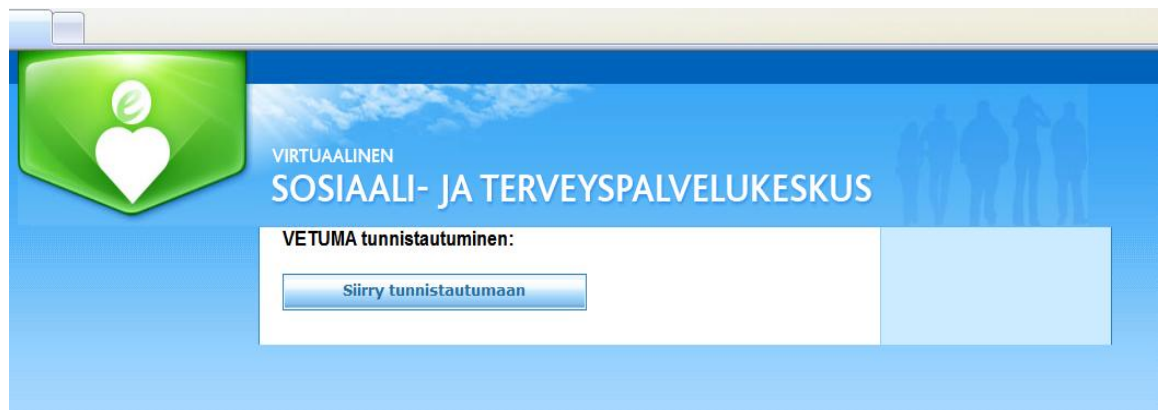 e
VIRTUAALINEN
SOSIAALI- JA TERVEYSPALVELUKESKUS
VETUMA tunnistautuminen:
Siirry tunnistautumaan